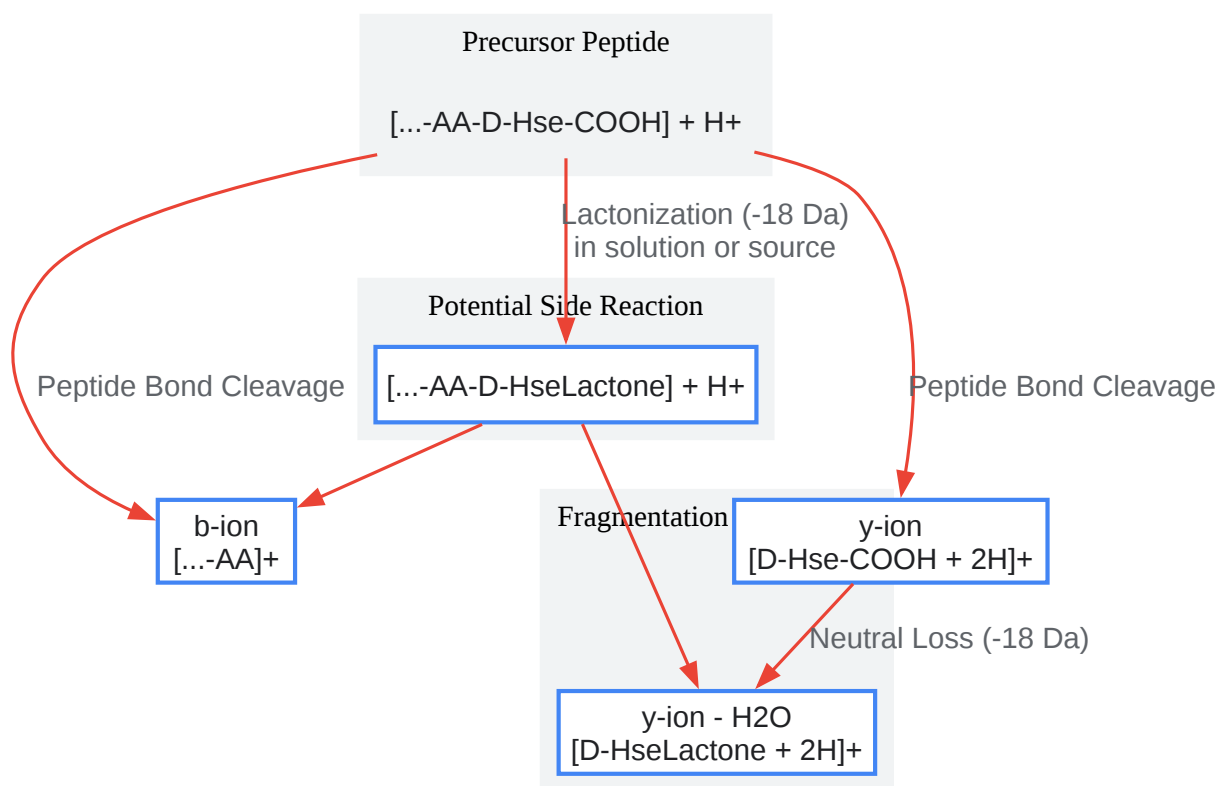 Precursor Peptide
[...-AA-D-Hse-COOH] + H+
Lactonization (-18 Da)
in solution or source
Potential Side Reaction
Peptide Bond Cleavage
[...-AA-D-HseLactone] + H+
Peptide Bond Cleavage
b-ion
[...-AA]+
Fragmentation
y-ion
[D-Hse-COOH + 2H]+
Neutral Loss (-18 Da)
y-ion - H2O
[D-HseLactone + 2H]+